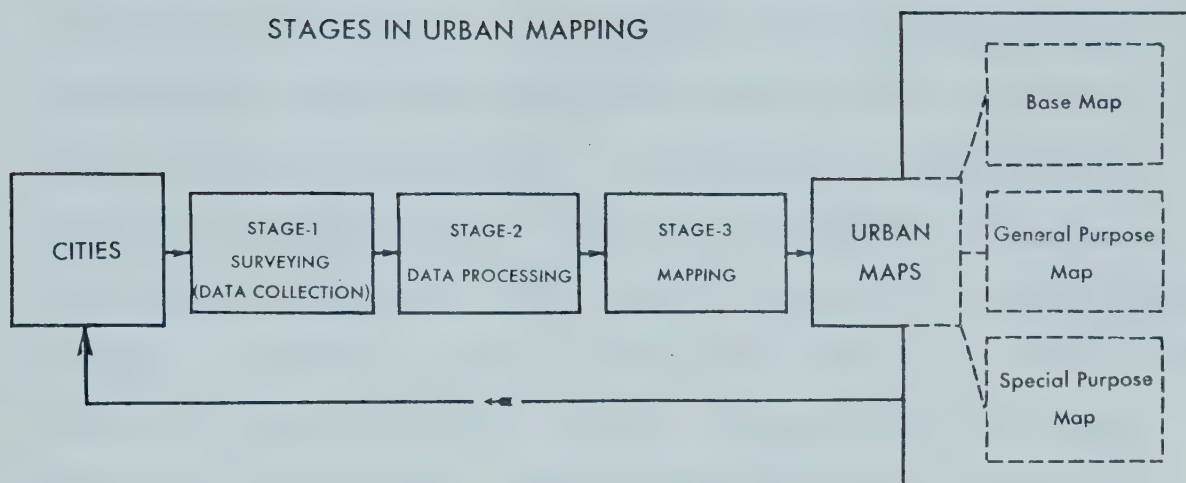 STAGES IN URBAN MAPPING
CITIES
STAGE-1
SURVEYING
(DATA COLLECTION)
STAGE-2
DATA PROCESSING
STAGE-3
MAPPING
URBAN
MAPS
Base Map
General Purpose
Map
Special Purpose
Map